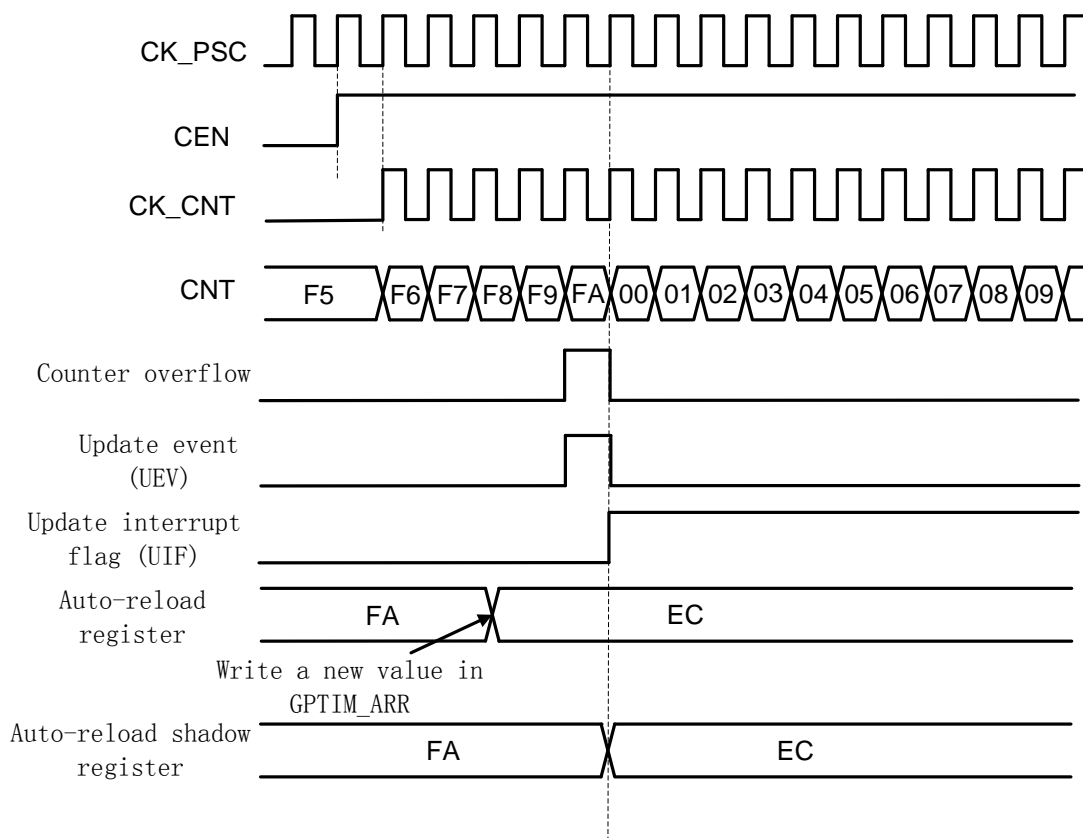 CK_PSC
CEN
CK_CNT
CNT
F5 F6 F7 F8 F9 FA 00 01 02 03 04 05 06 07 08 09
Counter overflow
Update event
(UEV)
Update interrupt
flag (UIF)
Auto-reload
register
FA EC
Write a new value in
GPTIM_ARR
Auto-reload shadow
register
FA EC